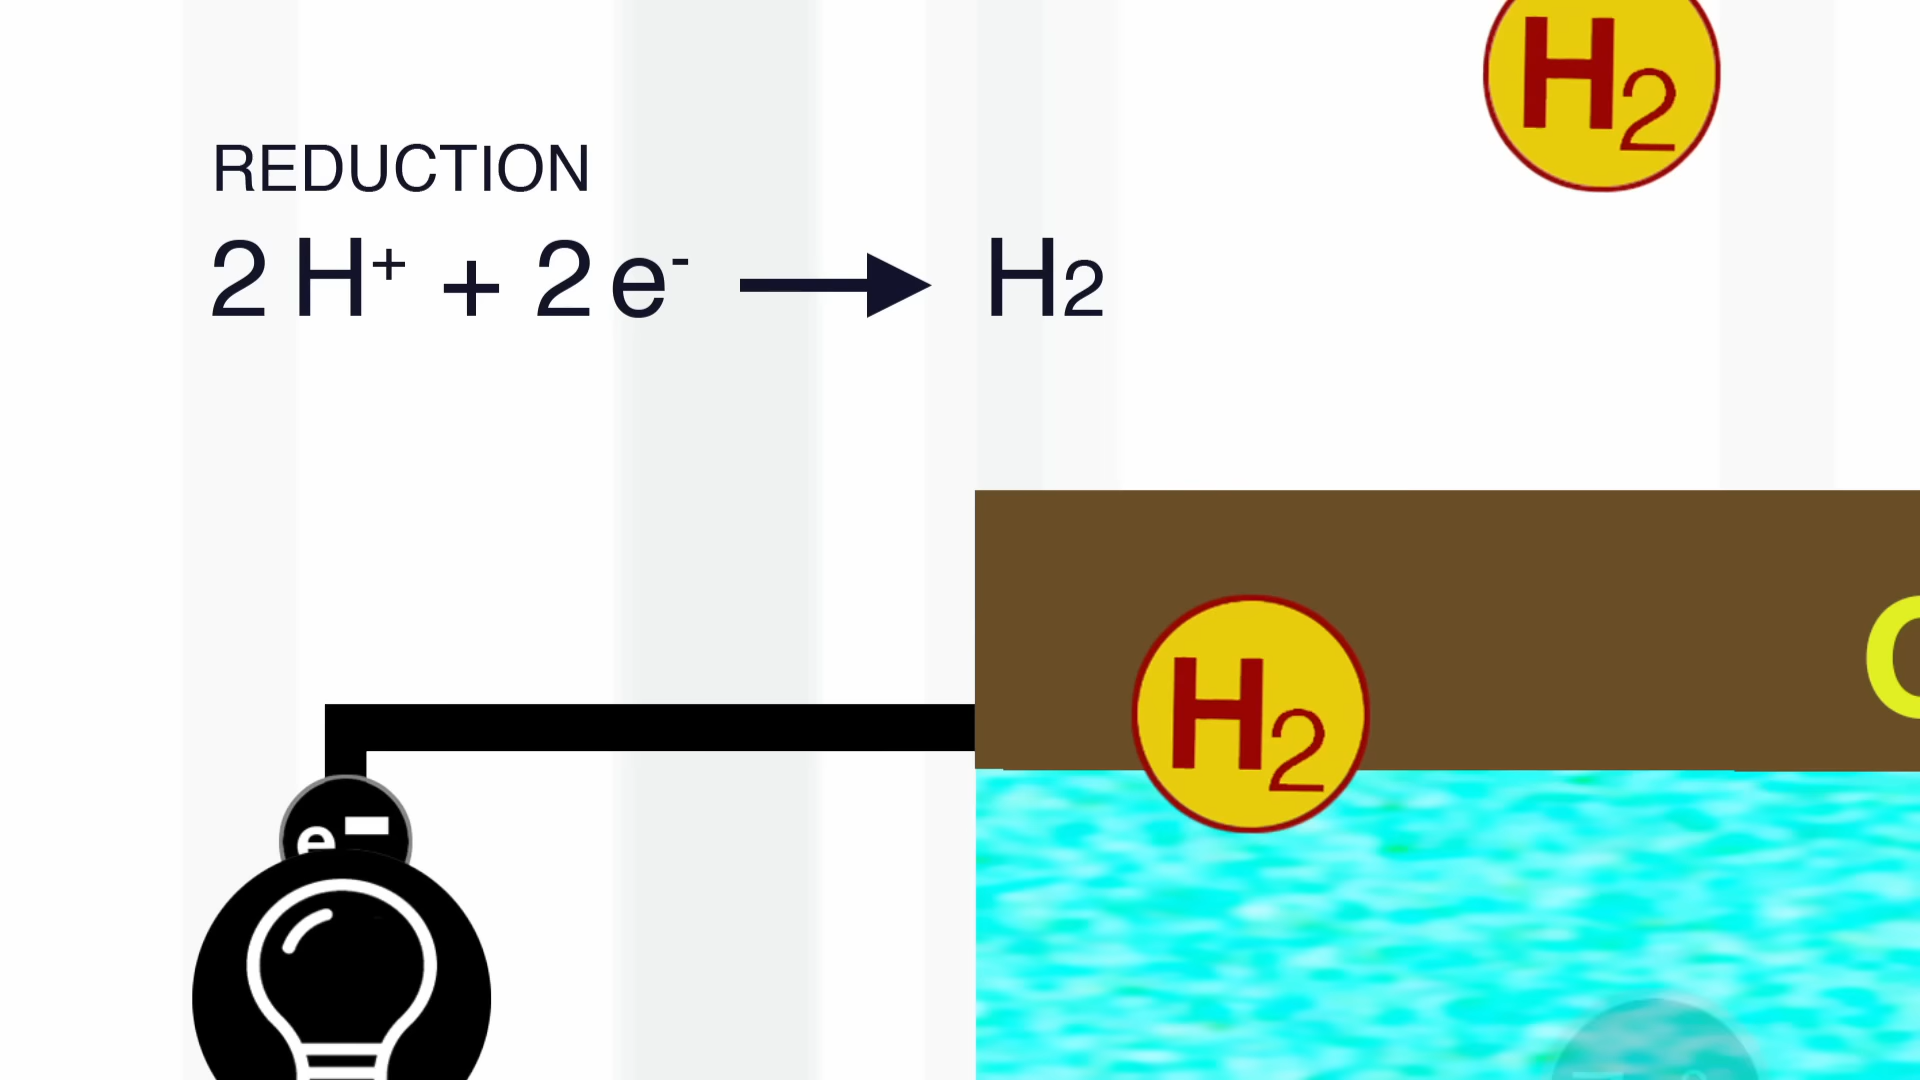 H2
REDUCTION
2 H⁺ + 2 e⁻ → H2
H2
e⁻